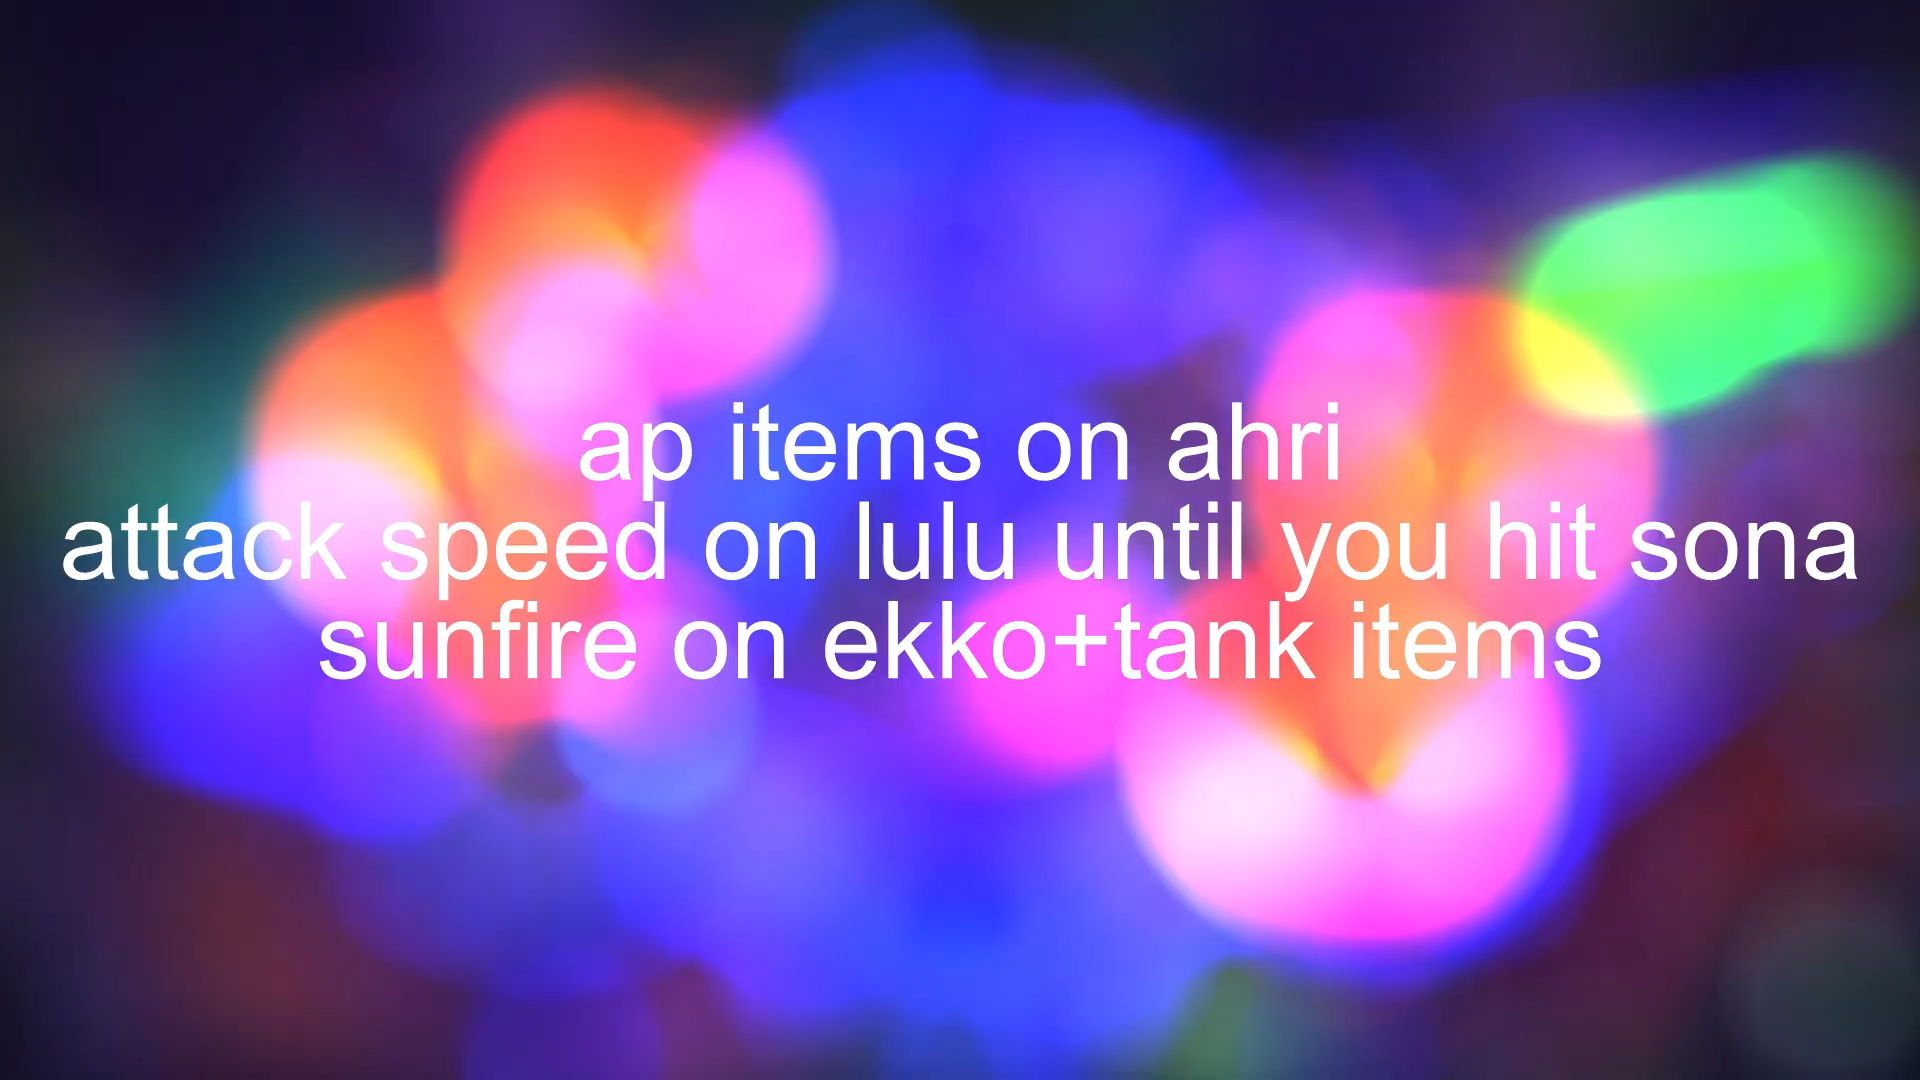 ap items on ahri
attack speed on lulu until you hit sona
sunfire on ekko+tank items